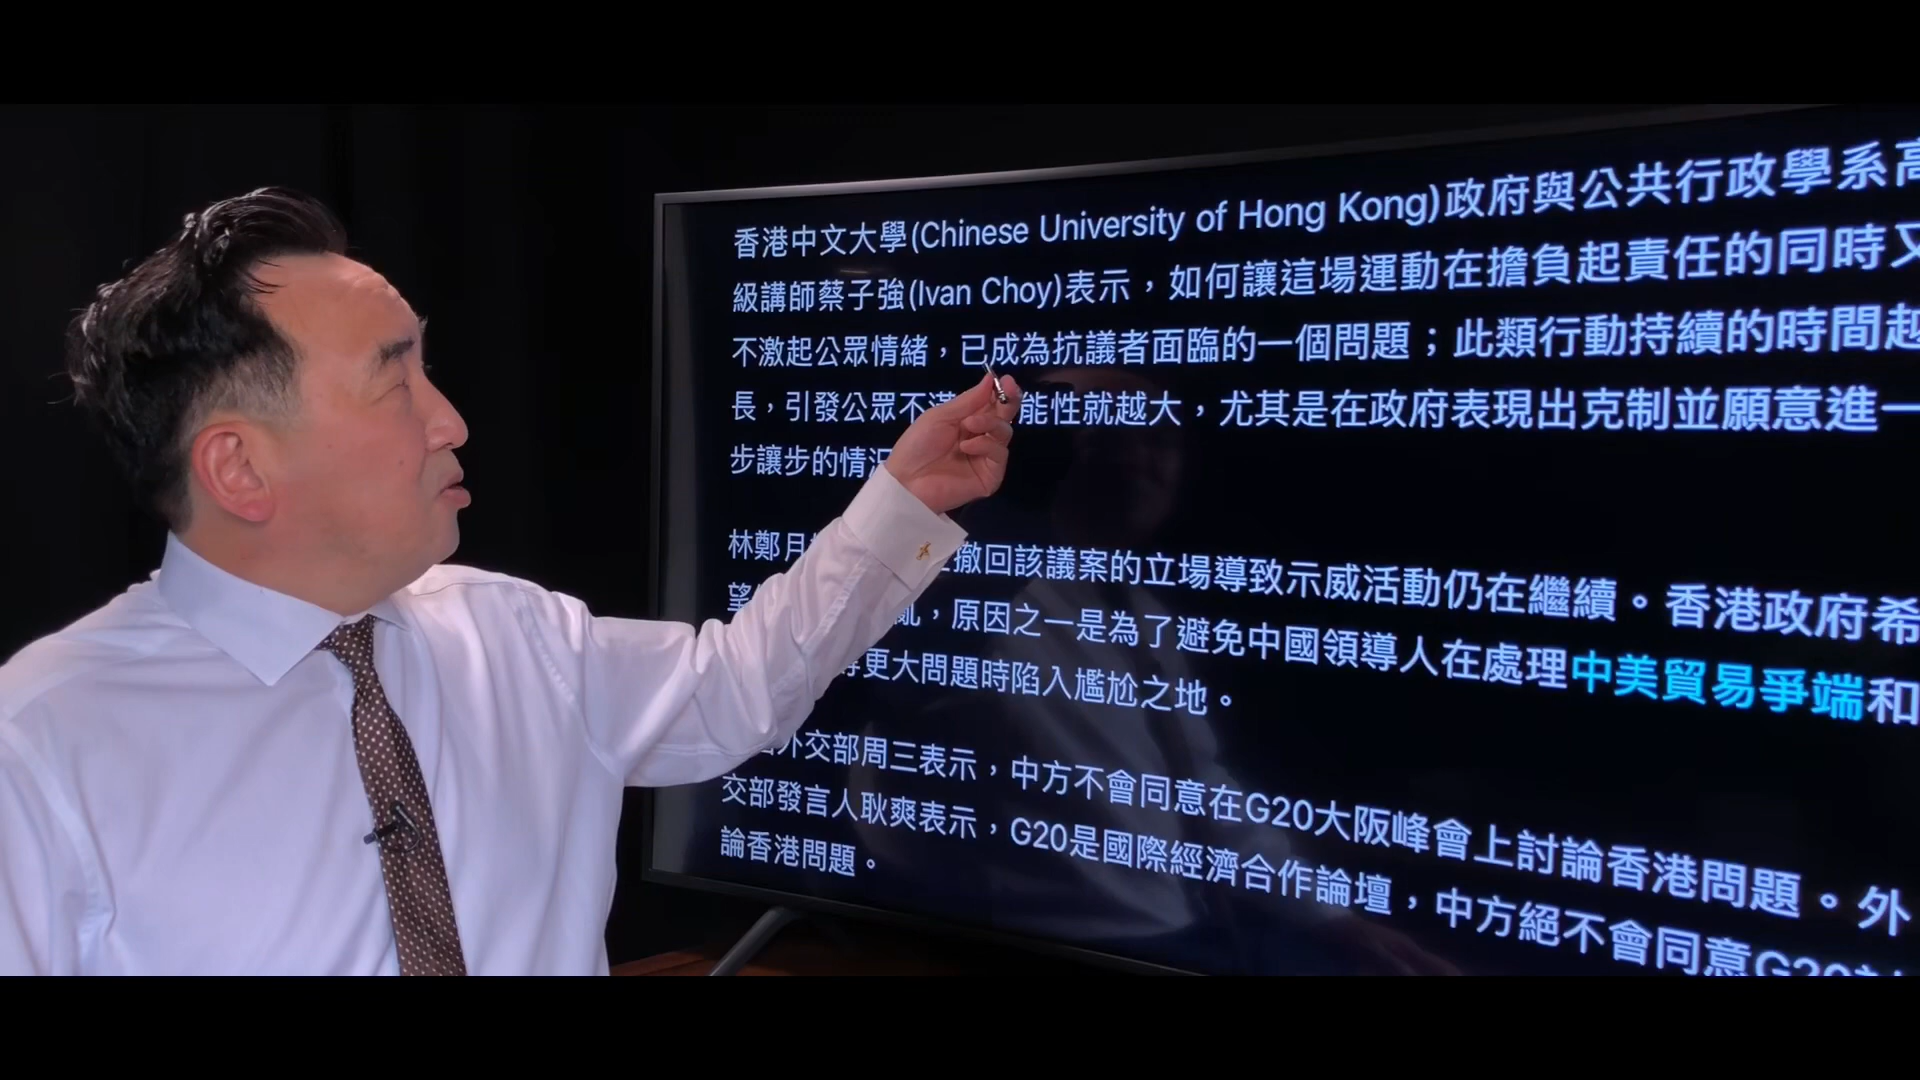 香港中文大學(Chinese University of Hong Kong)政府與公共行政學系高
級講師蔡子強(Ivan Choy)表示，如何讓這場運動在擔負起責任的同時又
不激起公眾情緒，已成為抗議者面臨的一個問題；此類行動持續的時間越
長，引發公眾不滿 能性就越大，尤其是在政府表現出克制並願意進一
步讓步的情況
林鄭月 撤回該議案的立場導致示威活動仍在繼續。香港政府希
望 亂，原因之一是為了避免中國領導人在處理中美貿易爭端和
更大問題時陷入尷尬之地。
外交部周三表示，中方不會同意在G20大阪峰會上討論香港問題。外
交部發言人耿爽表示，G20是國際經濟合作論壇，中方絕不會同意G20
論香港問題。